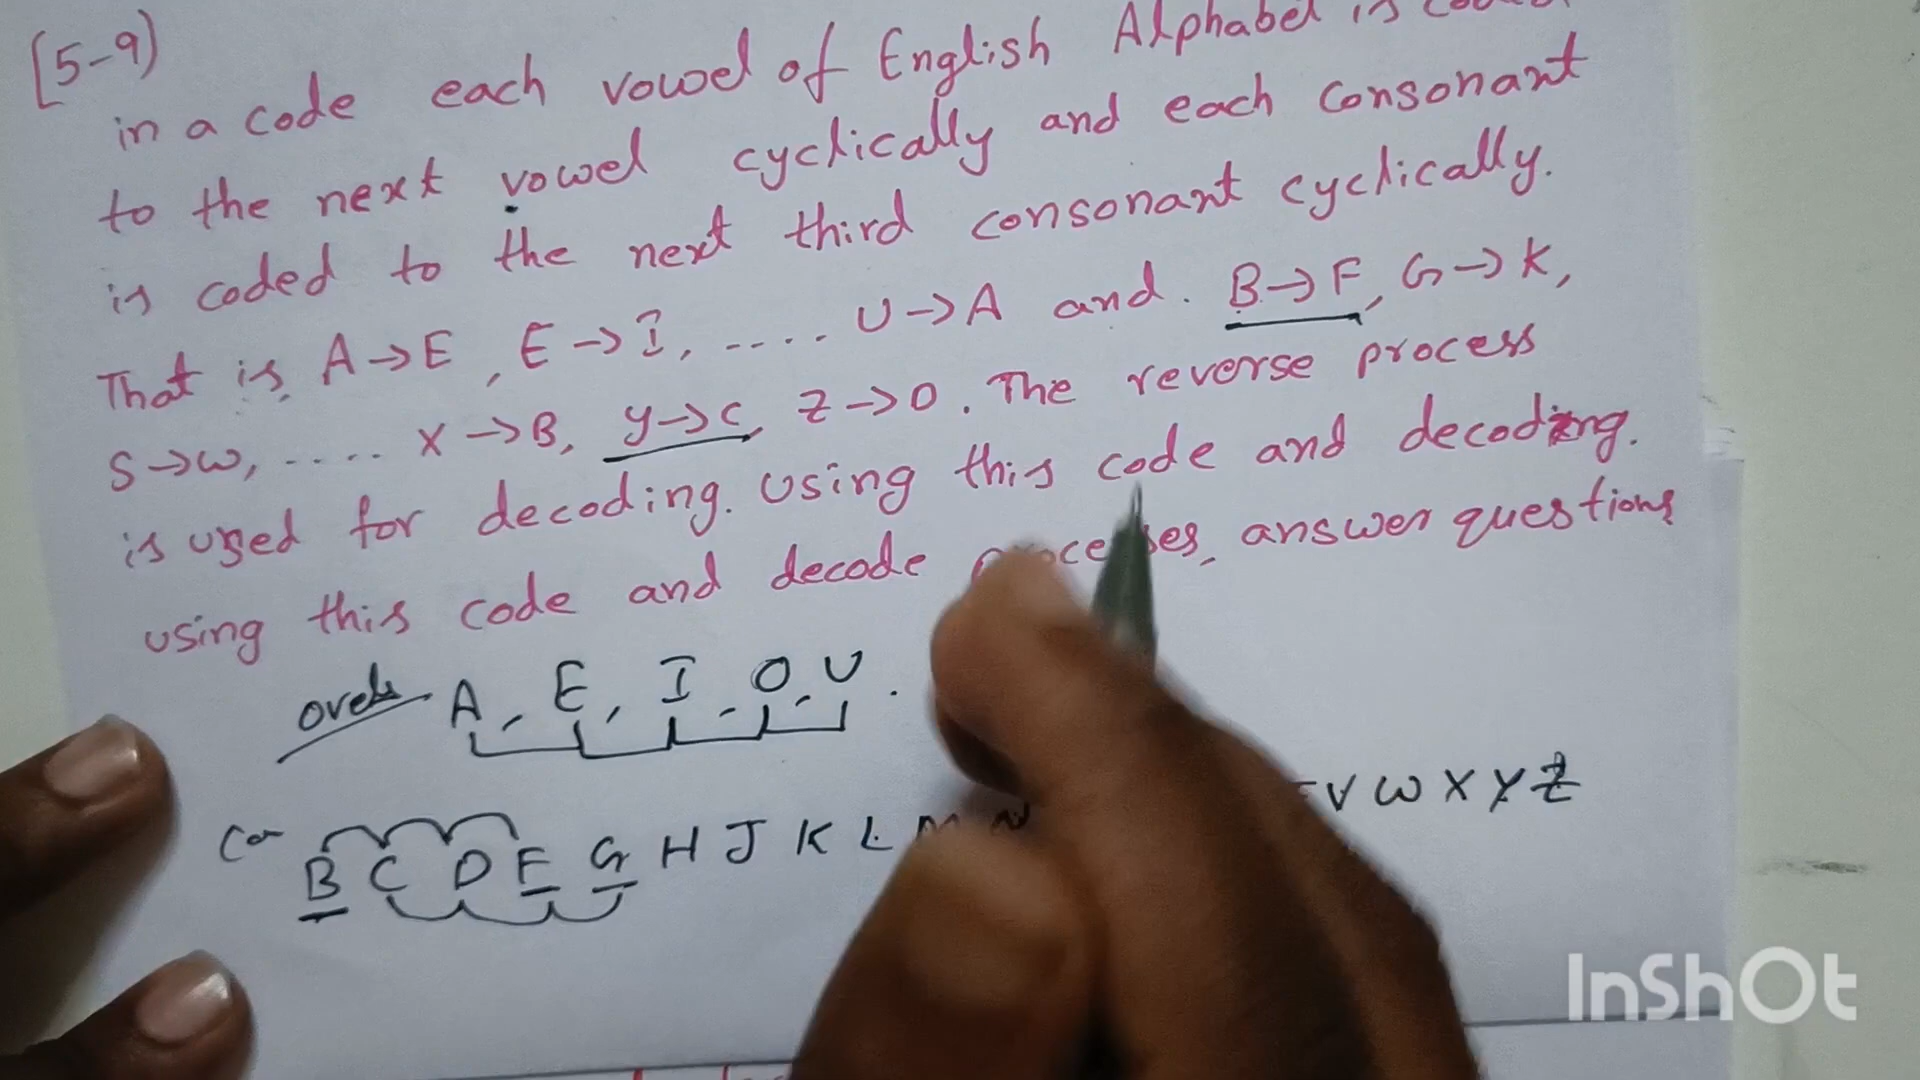 [5-9)
in a code each vowel of English Alphabet is
to the next vowel cyclically and each consonant
is coded to the next third consonant cyclically.
That is, A→E, E→I, .... U→A and. B→F, G→K,
S→W, .... X→B, Y→C, Z→D. The reverse process
is used for decoding. Using this code and decoding.
using this code and decode processes, answer questions
A, E, I, O, U.
Con B C D F G H J K L M N V W X Y Z
InShOt